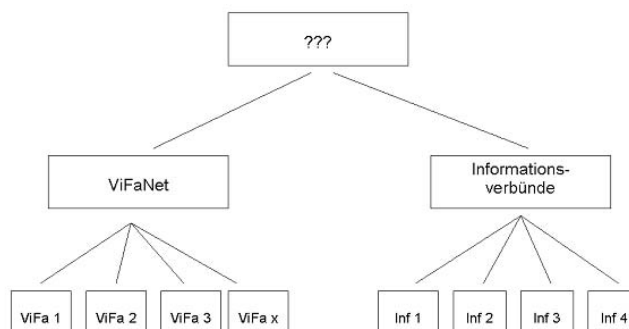 ???
ViFaNet
Informations-
verbünde
ViFa 1
ViFa 2
ViFa 3
ViFa x
Inf 1
Inf 2
Inf 3
Inf 4